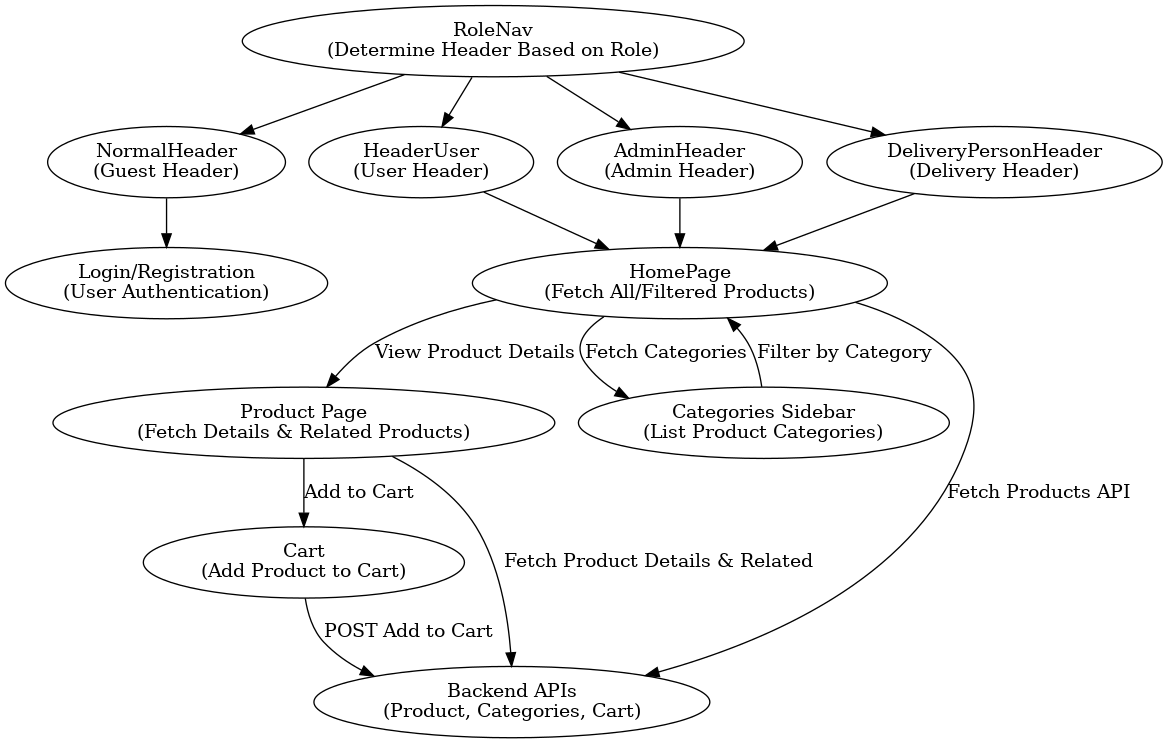 RoleNav
(Determine Header Based on Role)
NormalHeader
(Guest Header)
HeaderUser
(User Header)
AdminHeader
(Admin Header)
DeliveryPersonHeader
(Delivery Header)
Login/Registration
(User Authentication)
HomePage
(Fetch All/Filtered Products)
View Product Details
Fetch Categories
Filter by Category
Product Page
(Fetch Details & Related Products)
Categories Sidebar
(List Product Categories)
Add to Cart
Fetch Products API
Cart
(Add Product to Cart)
Fetch Product Details & Related
POST Add to Cart
Backend APIs
(Product, Categories, Cart)